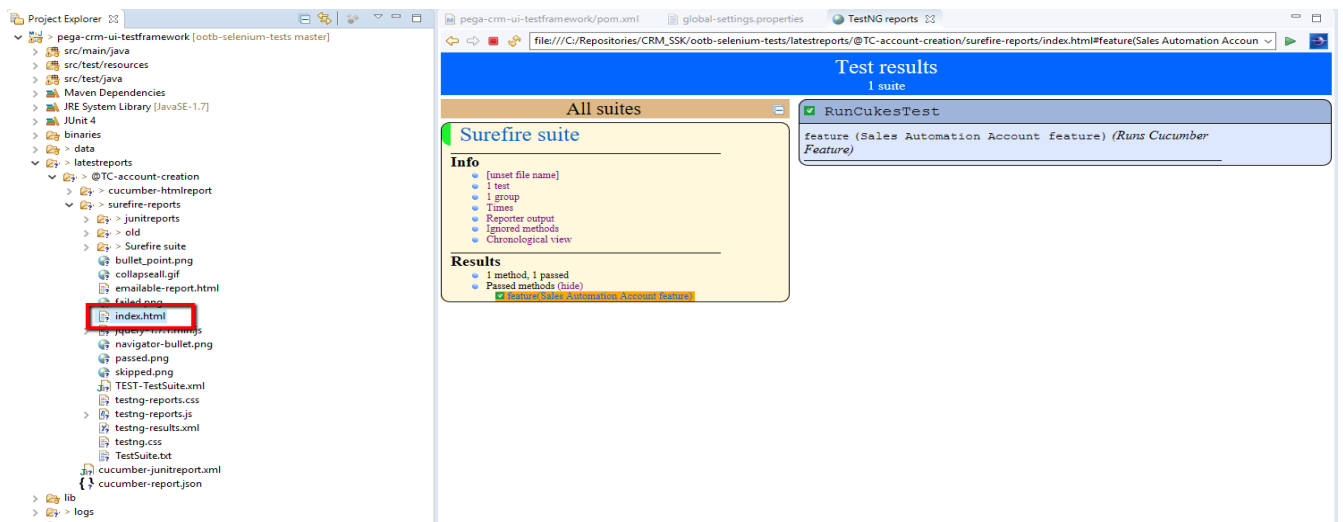 Project Explorer
> pega-crm-ui-testframework [ootb-selenium-tests master]
src/main/java
src/test/resources
src/test/java
Maven Dependencies
JRE System Library [JavaSE-1.7]
JUnit 4
binaries
> data
> latestreports
> @TC-account-creation
> cucumber-htmlreport
> surefire-reports
> junitreports
> old
> Surefire suite
bullet_point.png
collapseall.gif
emailable-report.html
failed.png
index.html
jquery-1.7.1.min.js
navigator-bullet.png
passed.png
skipped.png
TEST-TestSuite.xml
testng-reports.css
testng-reports.js
testng-results.xml
testng.css
TestSuite.txt
cucumber-junitreport.xml
cucumber-report.json
lib
> logs
pega-crm-ui-testframework/pom.xml
global-settings.properties
TestNG reports
file:///C:/Repositories/CRM_SSK/ootb-selenium-tests/latestreports/@TC-account-creation/surefire-reports/index.html#feature(Sales Automation Accoun
Test results
1 suite
All suites
Surefire suite
Info
[unset file name]
1 test
1 group
Times
Reporter output
Ignored methods
Chronological view
Results
1 method, 1 passed
Passed methods (hide)
feature(Sales Automation Account feature)
RunCukesTest
feature (Sales Automation Account feature) (Runs Cucumber
Feature)